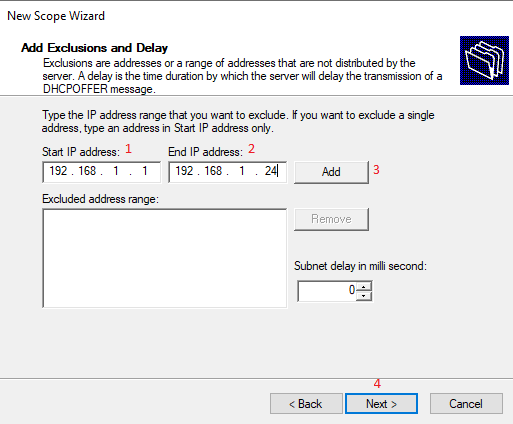 New Scope Wizard
Add Exclusions and Delay
Exclusions are addresses or a range of addresses that are not distributed by the
server. A delay is the time duration by which the server will delay the transmission of a
DHCPOFFER message.
Type the IP address range that you want to exclude. If you want to exclude a single
address, type an address in Start IP address only.
Start IP address: 1 End IP address: 2
192 . 168 . 1 . 1 192 . 168 . 1 . 24 Add 3
Excluded address range:
Remove
Subnet delay in milli second:
0
4
< Back Next > Cancel